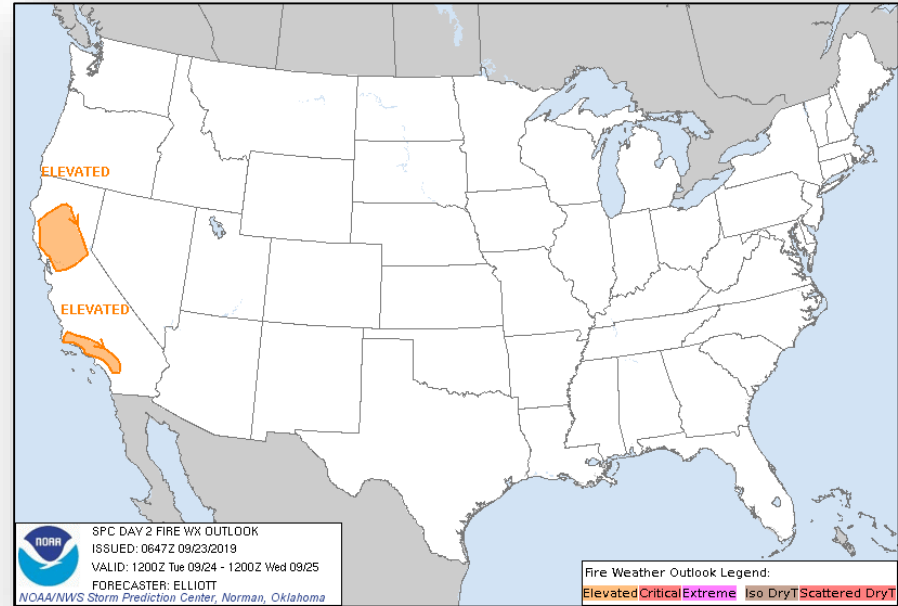 ELEVATED
ELEVATED
NOAA
SPC DAY 2 FIRE WX OUTLOOK
ISSUED: 0647Z 09/23/2019
VALID: 1200Z Tue 09/24 - 1200Z Wed 09/25
FORECASTER: ELLIOTT
NOAA/NWS Storm Prediction Center, Norman, Oklahoma
Fire Weather Outlook Legend:
Elevated Critical Extreme Iso DryT Scattered DryT